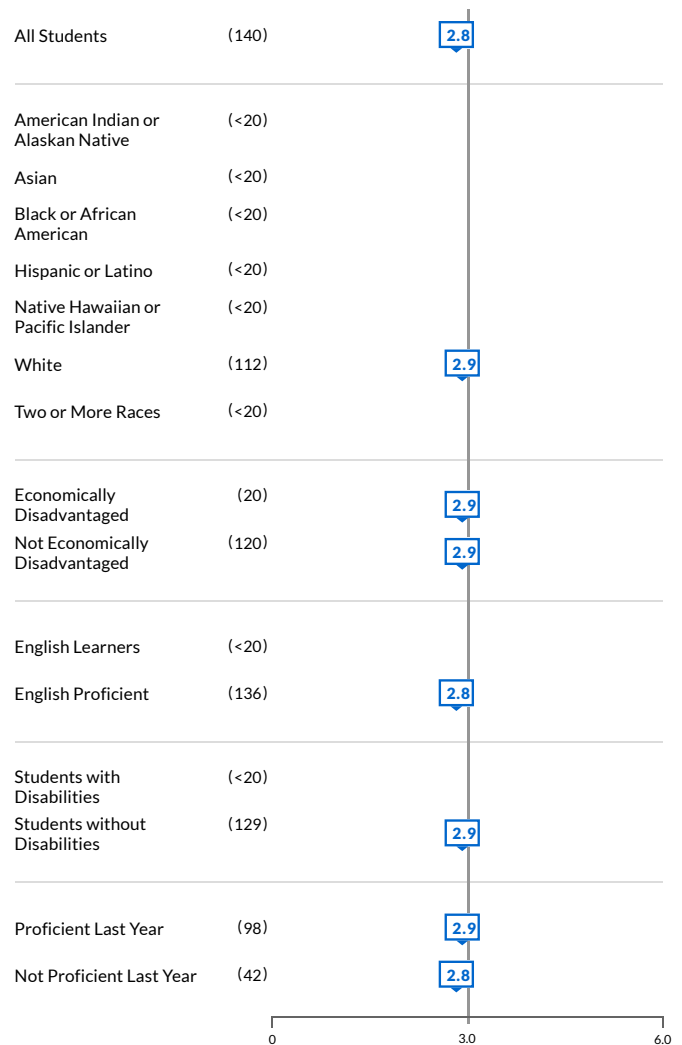 All Students (140) 2.8
American Indian or
Alaskan Native (<20)
Asian (<20)
Black or African
American (<20)
Hispanic or Latino (<20)
Native Hawaiian or
Pacific Islander (<20)
White (112) 2.9
Two or More Races (<20)
Economically
Disadvantaged (20) 2.9
Not Economically
Disadvantaged (120) 2.9
English Learners (<20)
English Proficient (136) 2.8
Students with
Disabilities (<20)
Students without
Disabilities (129) 2.9
Proficient Last Year (98) 2.9
Not Proficient Last Year (42) 2.8
0 3.0 6.0